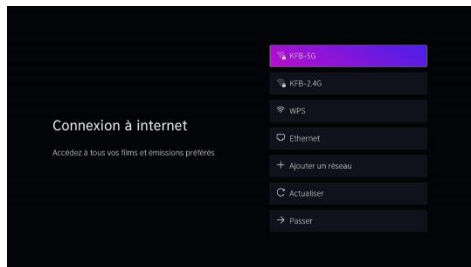 Connexion à internet
Accédez à tous vos films et émissions préférés
KFB-5G
KFB-2.4G
WPS
Ethernet
Ajouter un réseau
Actualiser
Passer